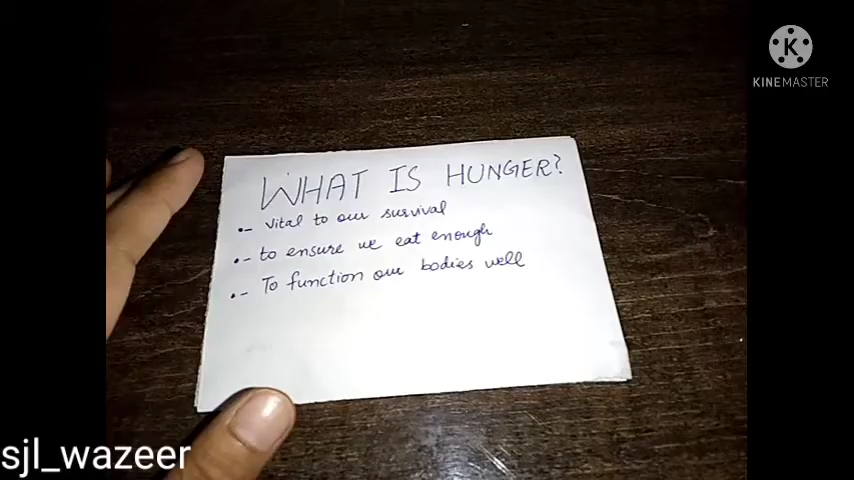 K
KINEMASTER
WHAT IS HUNGER?
•- vital to our survival
•- to ensure we eat enough
•- To function our bodies well
sjl_wazeer